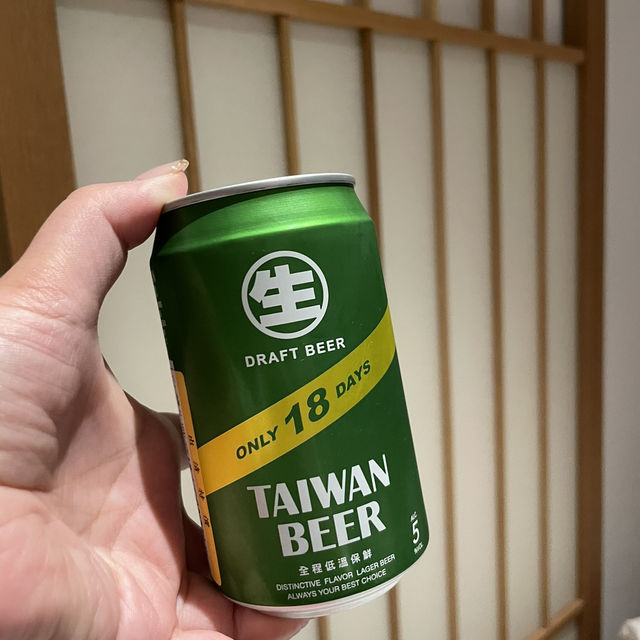 生
DRAFT BEER
ONLY 18 DAYS
TAIWAN
BEER
全程低溫保鮮
DISTINCTIVE FLAVOR LAGER BEER
ALWAYS YOUR BEST CHOICE
ALC.
5